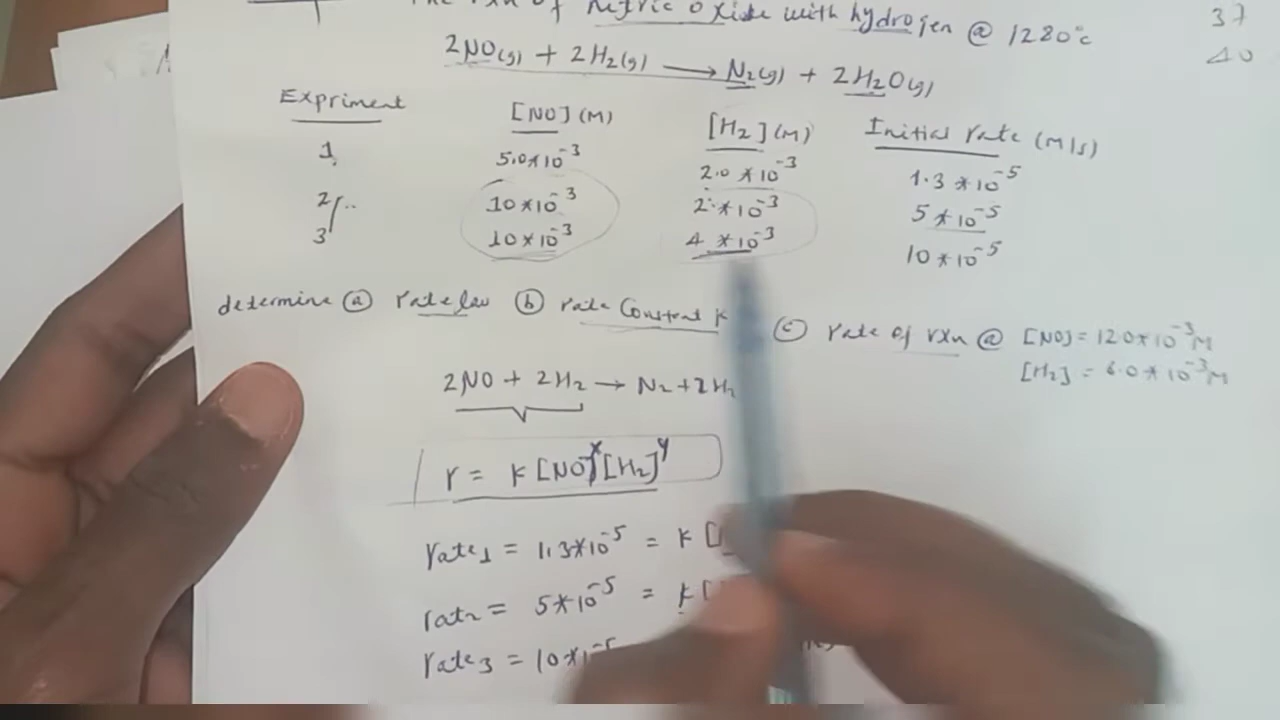 The rxn of Nitric oxide with hydrogen @ 1280°c
37
40
2NO(g) + 2H2(g) → N2(g) + 2H2O(g)
Expriment [NO](M) [H2](M) Initial rate (M/s)
1 5.0*10^-3 2.0*10^-3 1.3*10^-5
2 10*10^-3 2*10^-3 5*10^-5
3 10*10^-3 4*10^-3 10*10^-5
determine (a) rate law (b) rate Constant k (c) rate of rxn @ [NO]= 12.0*10^-3 M
[H2] = 6.0*10^-3 M
2NO + 2H2 → N2 + 2H2
r = k[NO]^x[H2]^y
rate1 = 1.3*10^-5 = k[
rat2 = 5*10^-5 = k[
rate3 = 10*10^-5